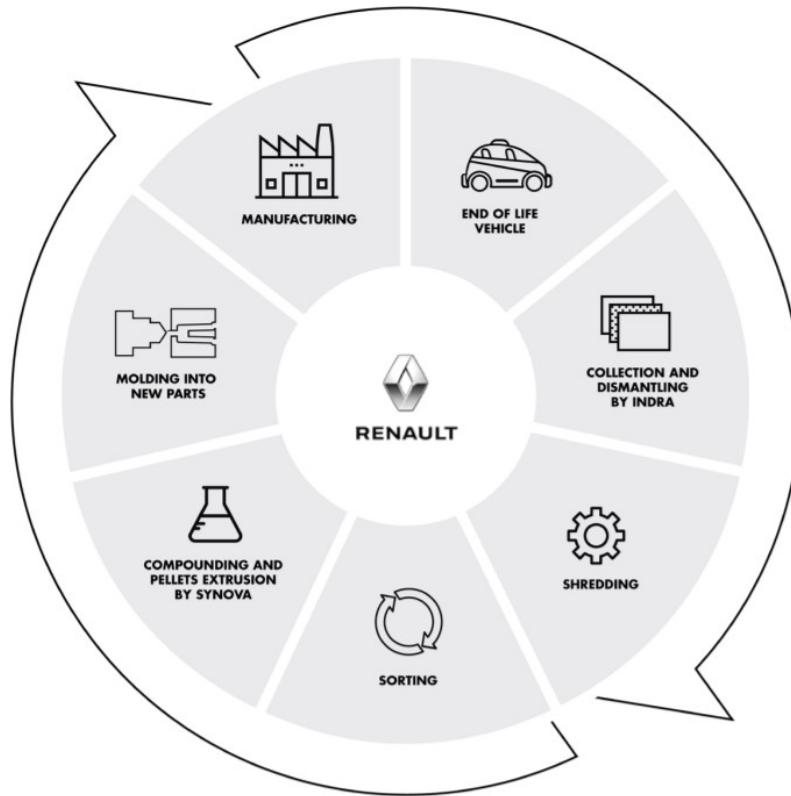 MANUFACTURING
END OF LIFE
VEHICLE
COLLECTION AND
DISMANTLING
BY INDRA
SHREDDING
SORTING
COMPOUNDING AND
PELLETS EXTRUSION
BY SYNOVA
MOLDING INTO
NEW PARTS
RENAULT